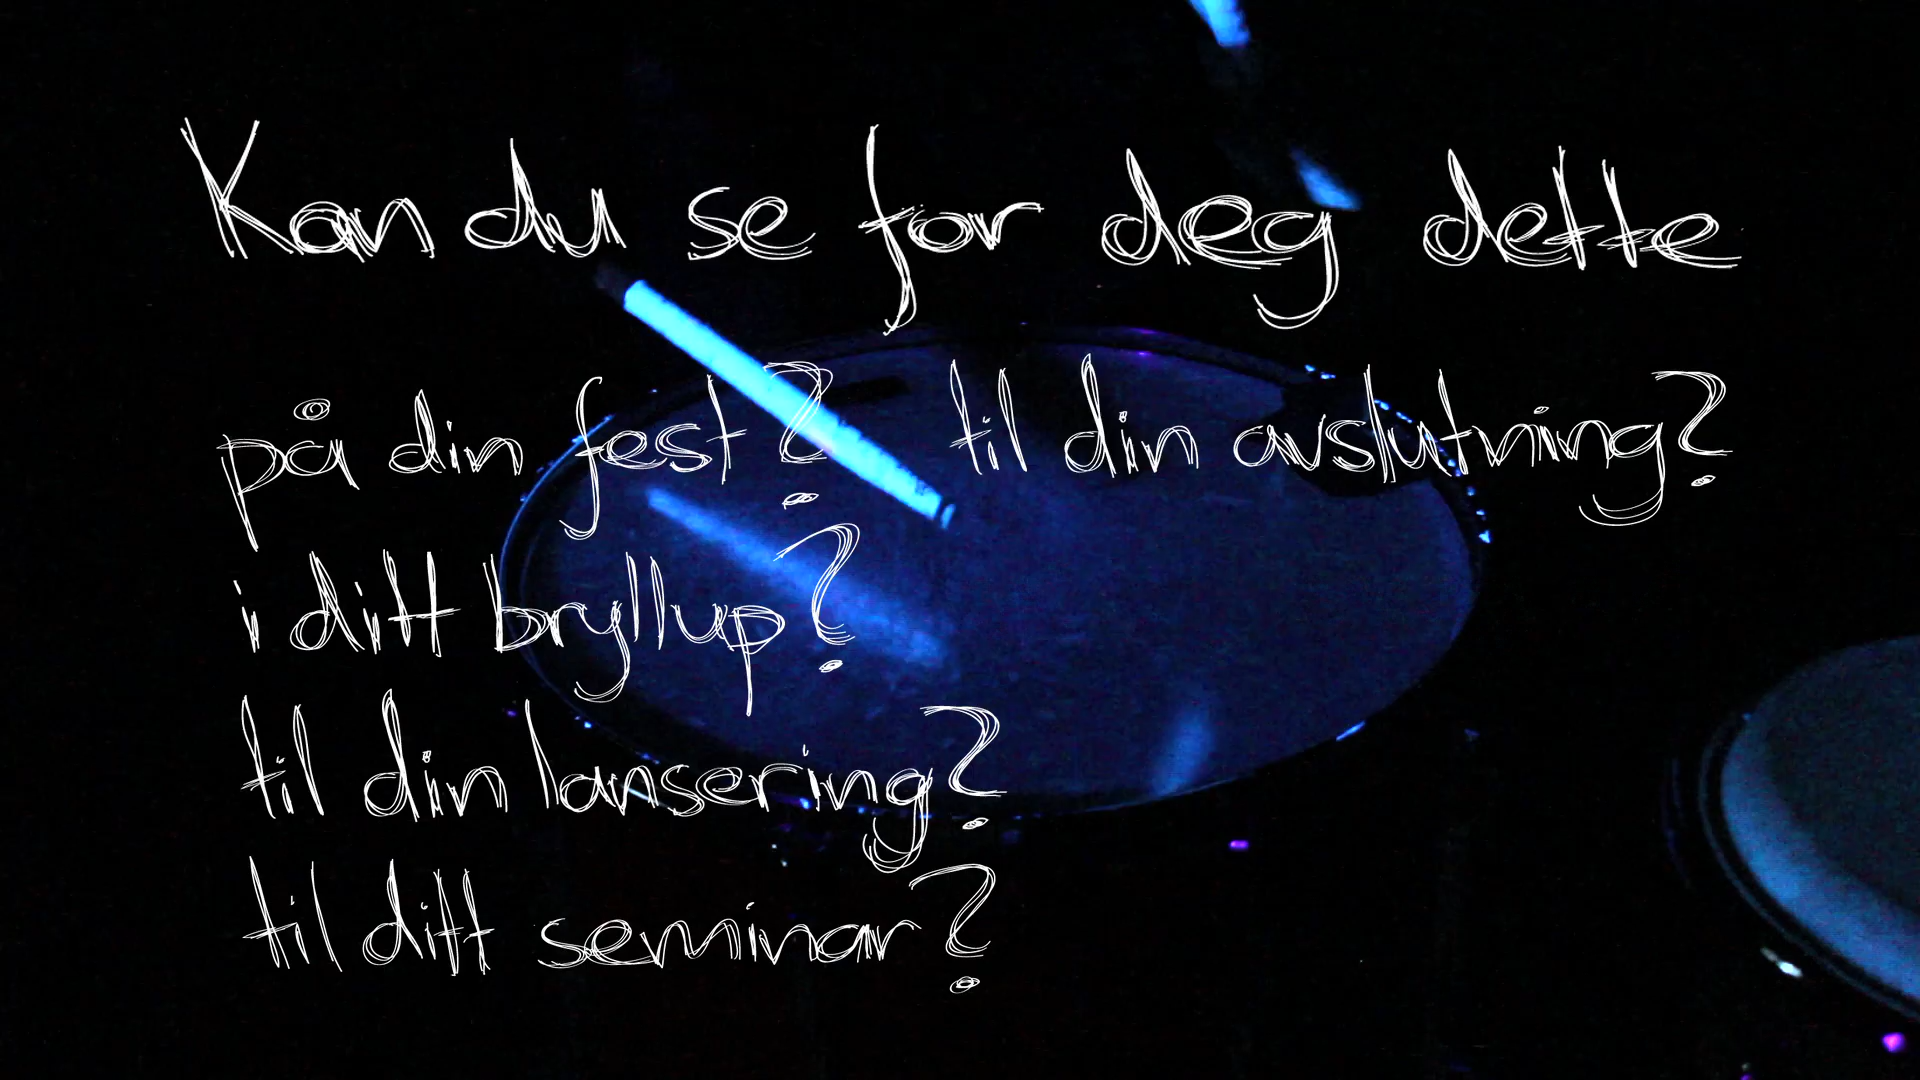 Kan du se for deg dette
på din fest? til din avslutning?
i ditt bryllup?
til din lansering?
til ditt seminar?